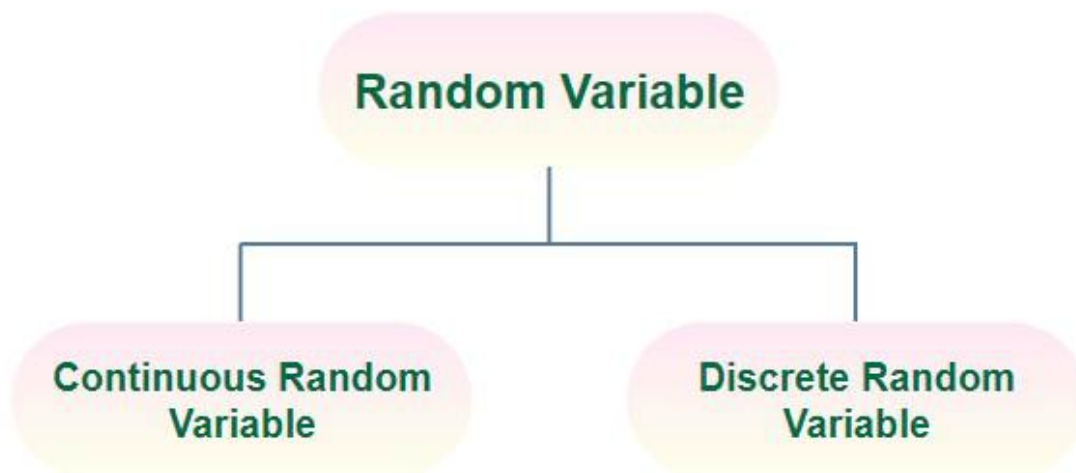 Random Variable
Continuous Random
Variable
Discrete Random
Variable